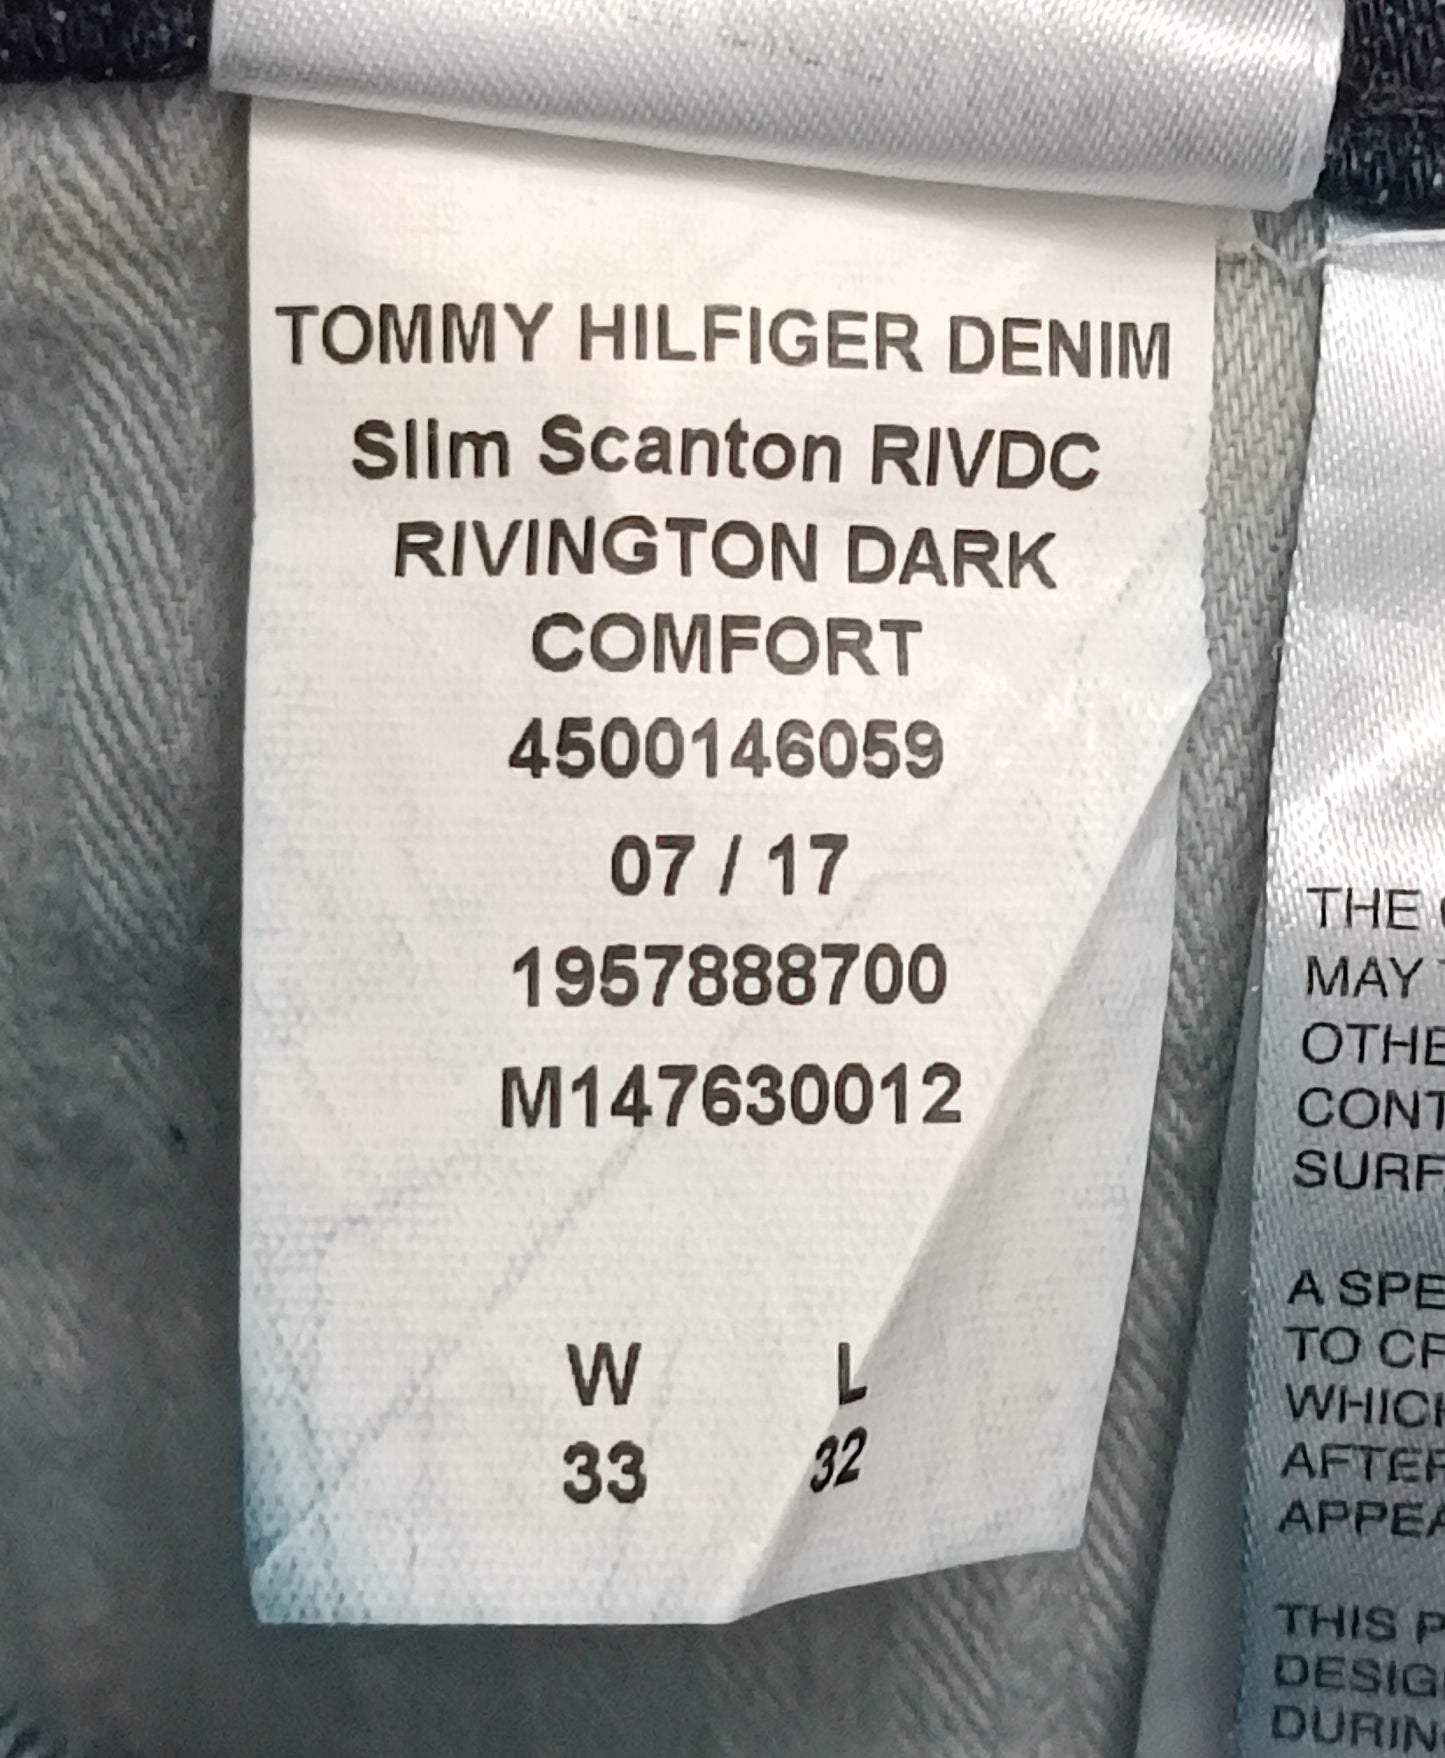 TOMMY HILFIGER DENIM
Slim Scanton RIVDC
RIVINGTON DARK
COMFORT
4500146059
07 / 17
1957888700
M147630012
W L
33 32
THE
MAY
OTHE
CONT
SURF
A SPE
TO CR
WHICH
AFTER
APPEA
THIS P
DESIG
DURIN